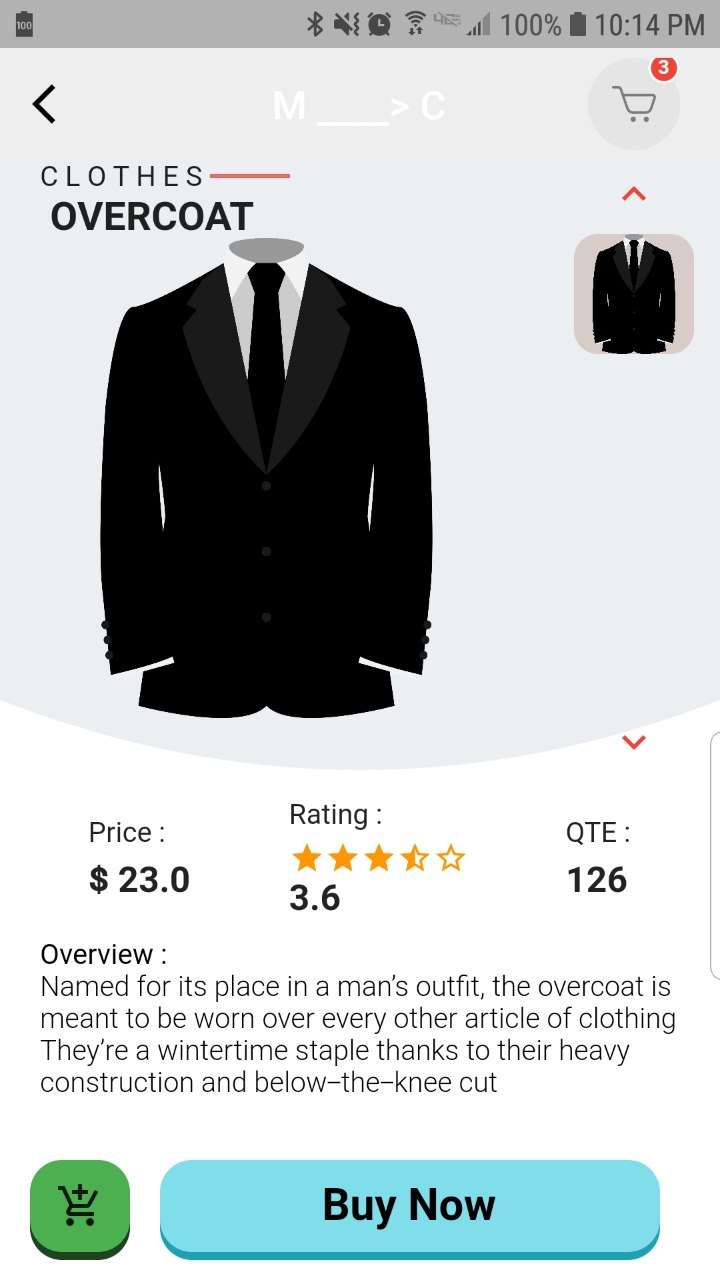 100
4GE 100% 10:14 PM
M ____> C
3
CLOTHES
OVERCOAT
Price :
$ 23.0
Rating :
3.6
QTE :
126
Overview :
Named for its place in a man’s outfit, the overcoat is
meant to be worn over every other article of clothing
They’re a wintertime staple thanks to their heavy
construction and below–the–knee cut
Buy Now